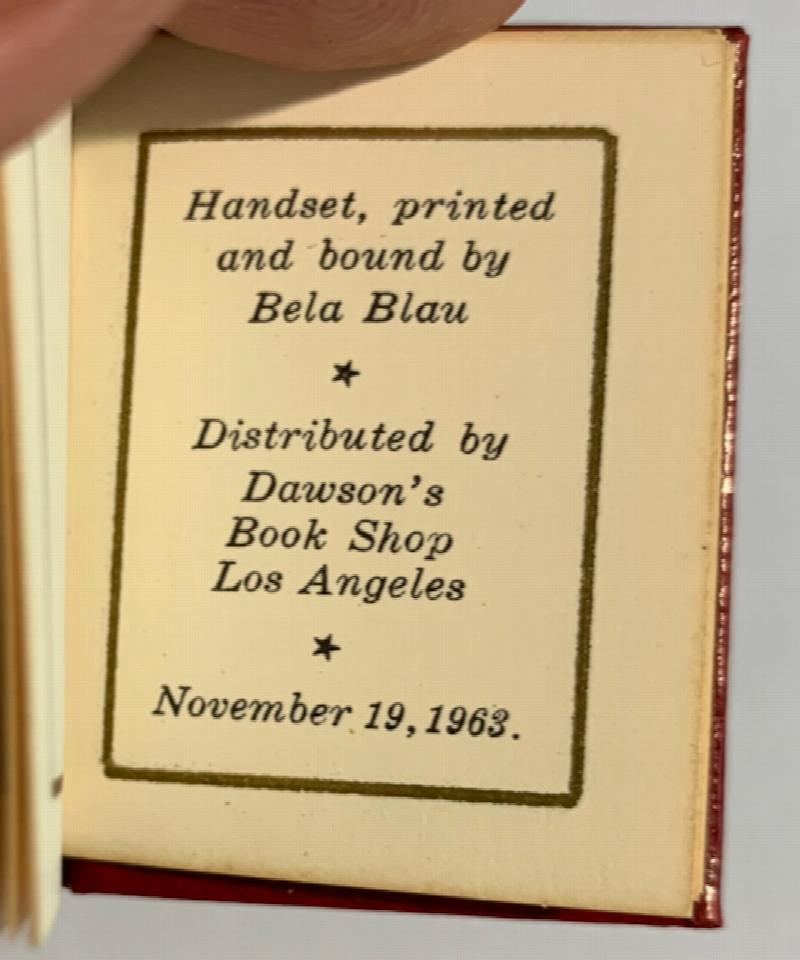 Handset, printed
and bound by
Bela Blau
★
Distributed by
Dawson's
Book Shop
Los Angeles
★
November 19, 1963.